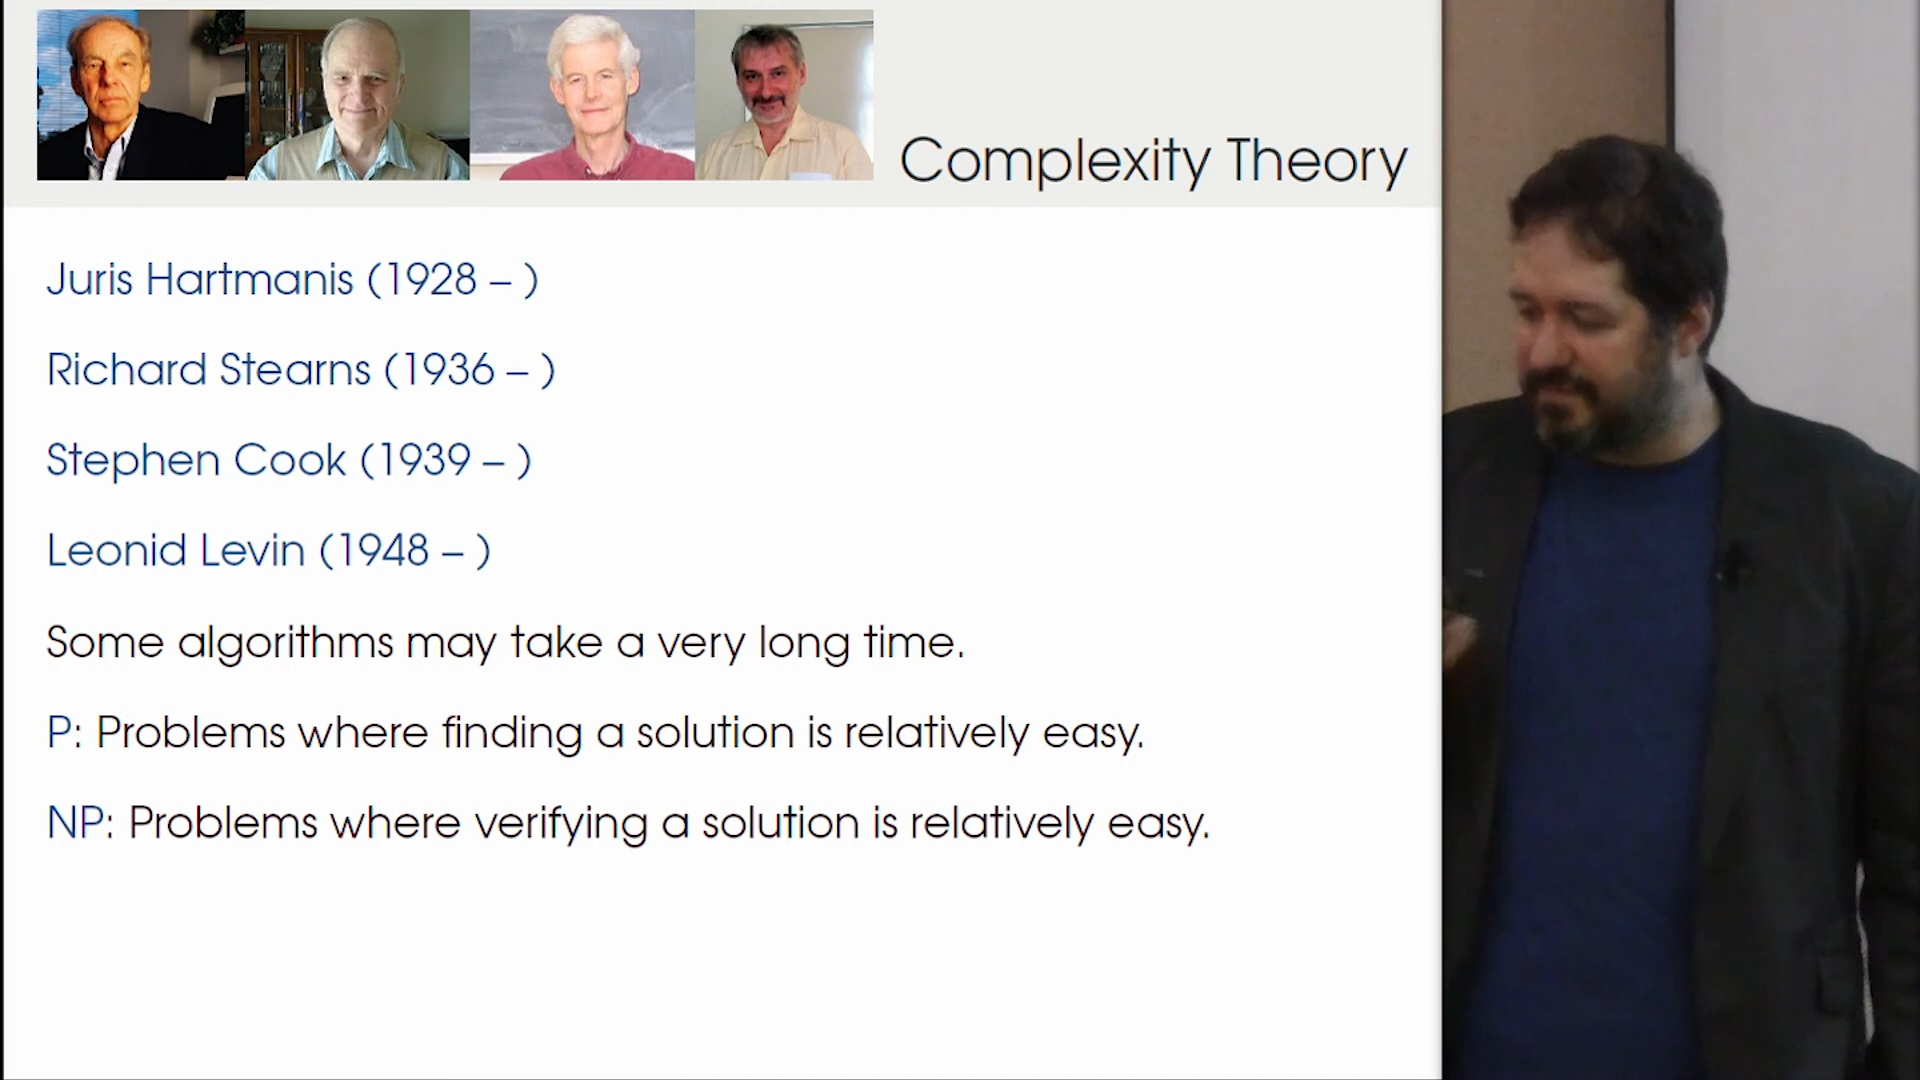 Complexity Theory
Juris Hartmanis (1928 – )
Richard Stearns (1936 – )
Stephen Cook (1939 – )
Leonid Levin (1948 – )
Some algorithms may take a very long time.
P: Problems where finding a solution is relatively easy.
NP: Problems where verifying a solution is relatively easy.